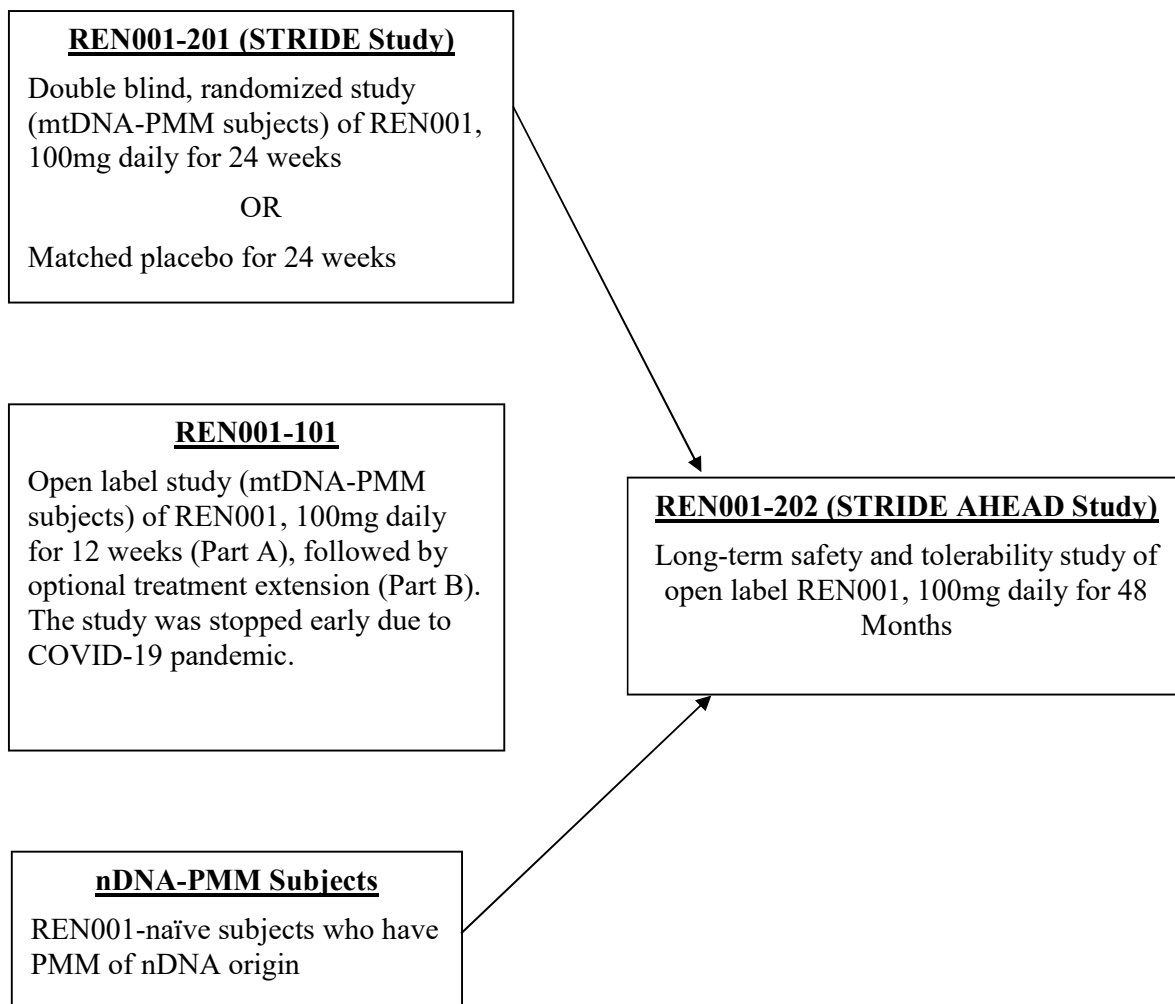 REN001-201 (STRIDE Study)
Double blind, randomized study
(mtDNA-PMM subjects) of REN001,
100mg daily for 24 weeks
OR
Matched placebo for 24 weeks
REN001-101
Open label study (mtDNA-PMM
subjects) of REN001, 100mg daily
for 12 weeks (Part A), followed by
optional treatment extension (Part B).
The study was stopped early due to
COVID-19 pandemic.
REN001-202 (STRIDE AHEAD Study)
Long-term safety and tolerability study of
open label REN001, 100mg daily for 48
Months
nDNA-PMM Subjects
REN001-naïve subjects who have
PMM of nDNA origin